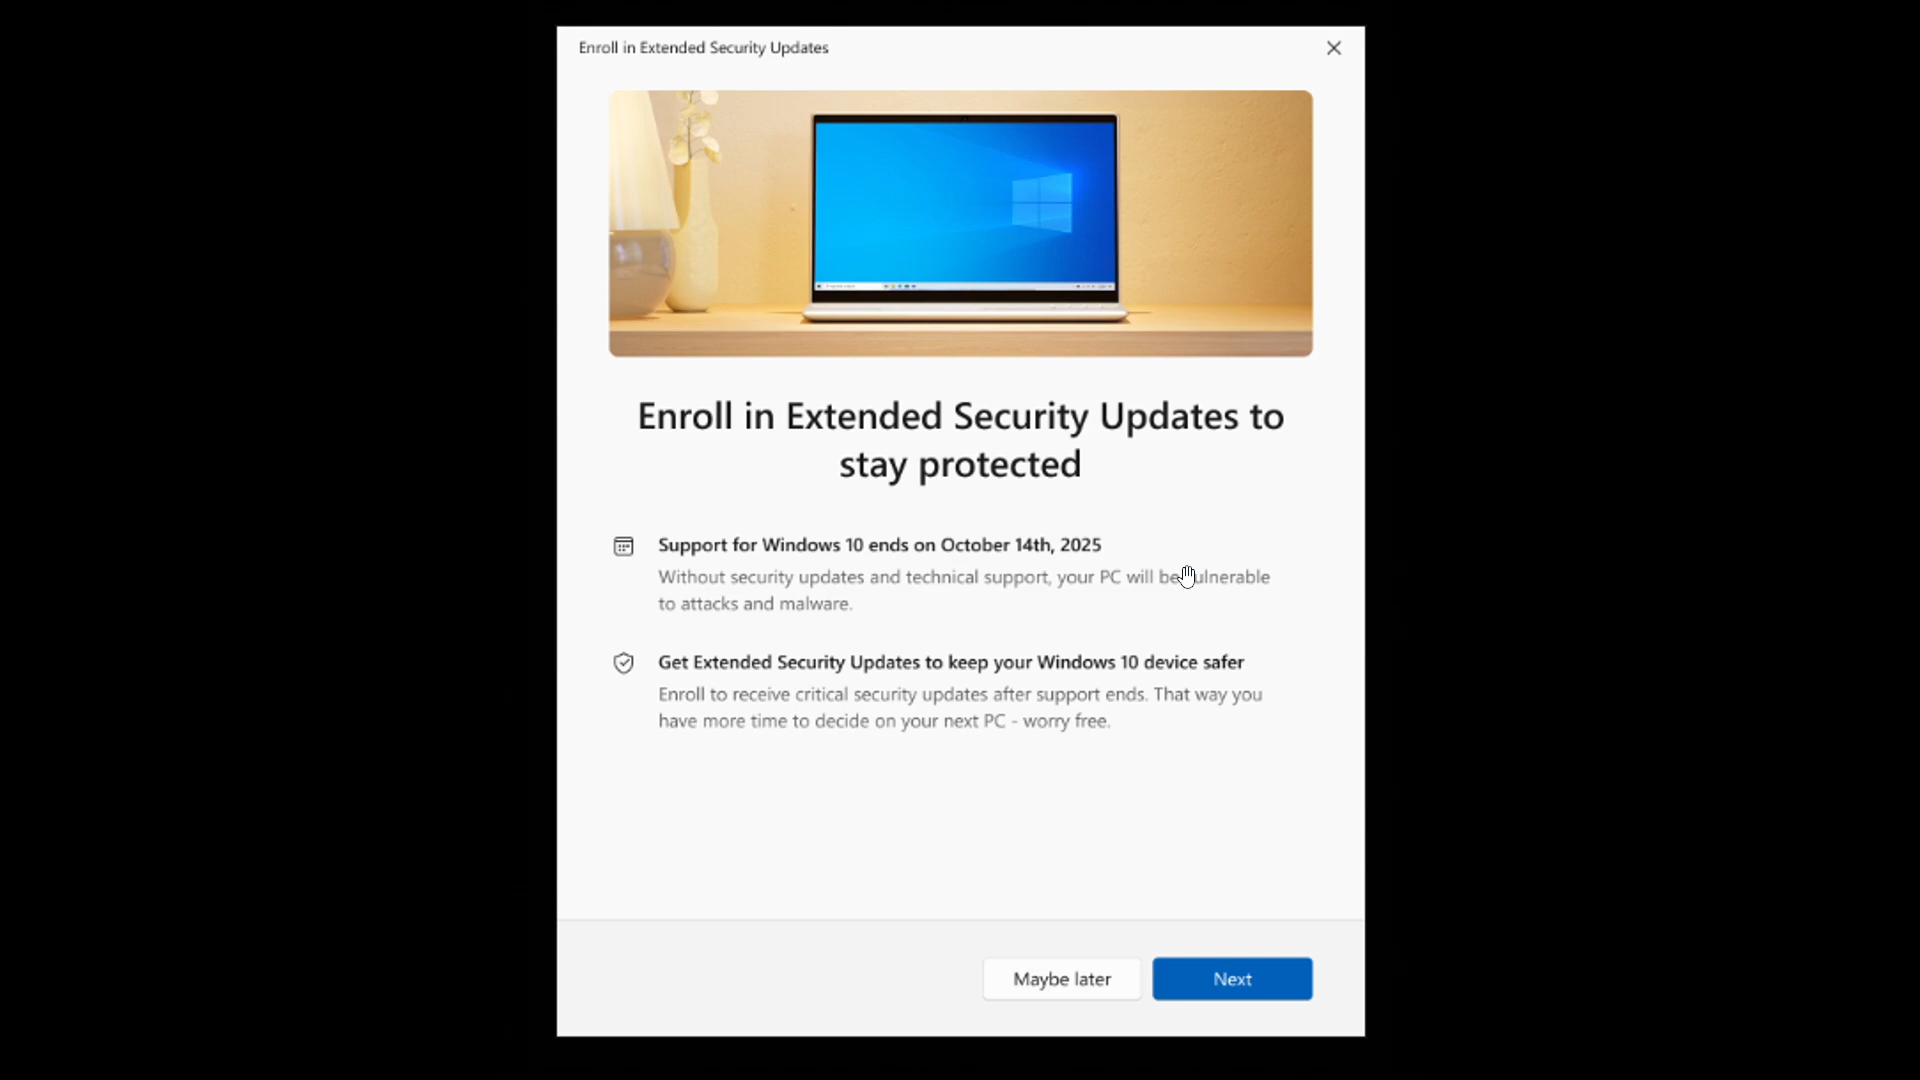 Enroll in Extended Security Updates
Enroll in Extended Security Updates to
stay protected
Support for Windows 10 ends on October 14th, 2025
Without security updates and technical support, your PC will be vulnerable
to attacks and malware.
Get Extended Security Updates to keep your Windows 10 device safer
Enroll to receive critical security updates after support ends. That way you
have more time to decide on your next PC - worry free.
Maybe later
Next